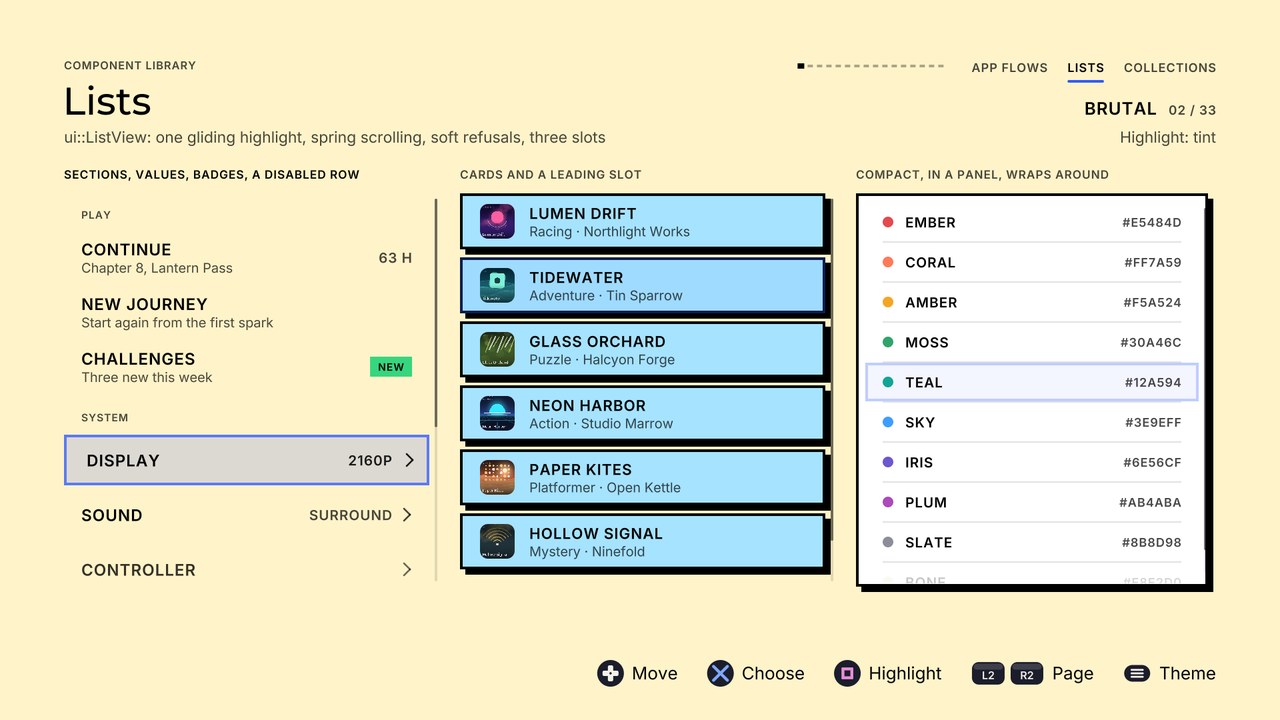 COMPONENT LIBRARY
Lists
ui::ListView: one gliding highlight, spring scrolling, soft refusals, three slots
APP FLOWS
LISTS
COLLECTIONS
BRUTAL 02 / 33
Highlight: tint
SECTIONS, VALUES, BADGES, A DISABLED ROW
PLAY
CONTINUE 63 H
Chapter 8, Lantern Pass
NEW JOURNEY
Start again from the first spark
CHALLENGES NEW
Three new this week
SYSTEM
DISPLAY 2160P
SOUND SURROUND
CONTROLLER
CARDS AND A LEADING SLOT
LUMEN DRIFT
Racing · Northlight Works
TIDEWATER
Adventure · Tin Sparrow
GLASS ORCHARD
Puzzle · Halcyon Forge
NEON HARBOR
Action · Studio Marrow
PAPER KITES
Platformer · Open Kettle
HOLLOW SIGNAL
Mystery · Ninefold
COMPACT, IN A PANEL, WRAPS AROUND
EMBER #E5484D
CORAL #FF7A59
AMBER #F5A524
MOSS #30A46C
TEAL #12A594
SKY #3E9EFF
IRIS #6E56CF
PLUM #AB4ABA
SLATE #8B8D98
BONE
Move
Choose
Highlight
L2 R2 Page
Theme